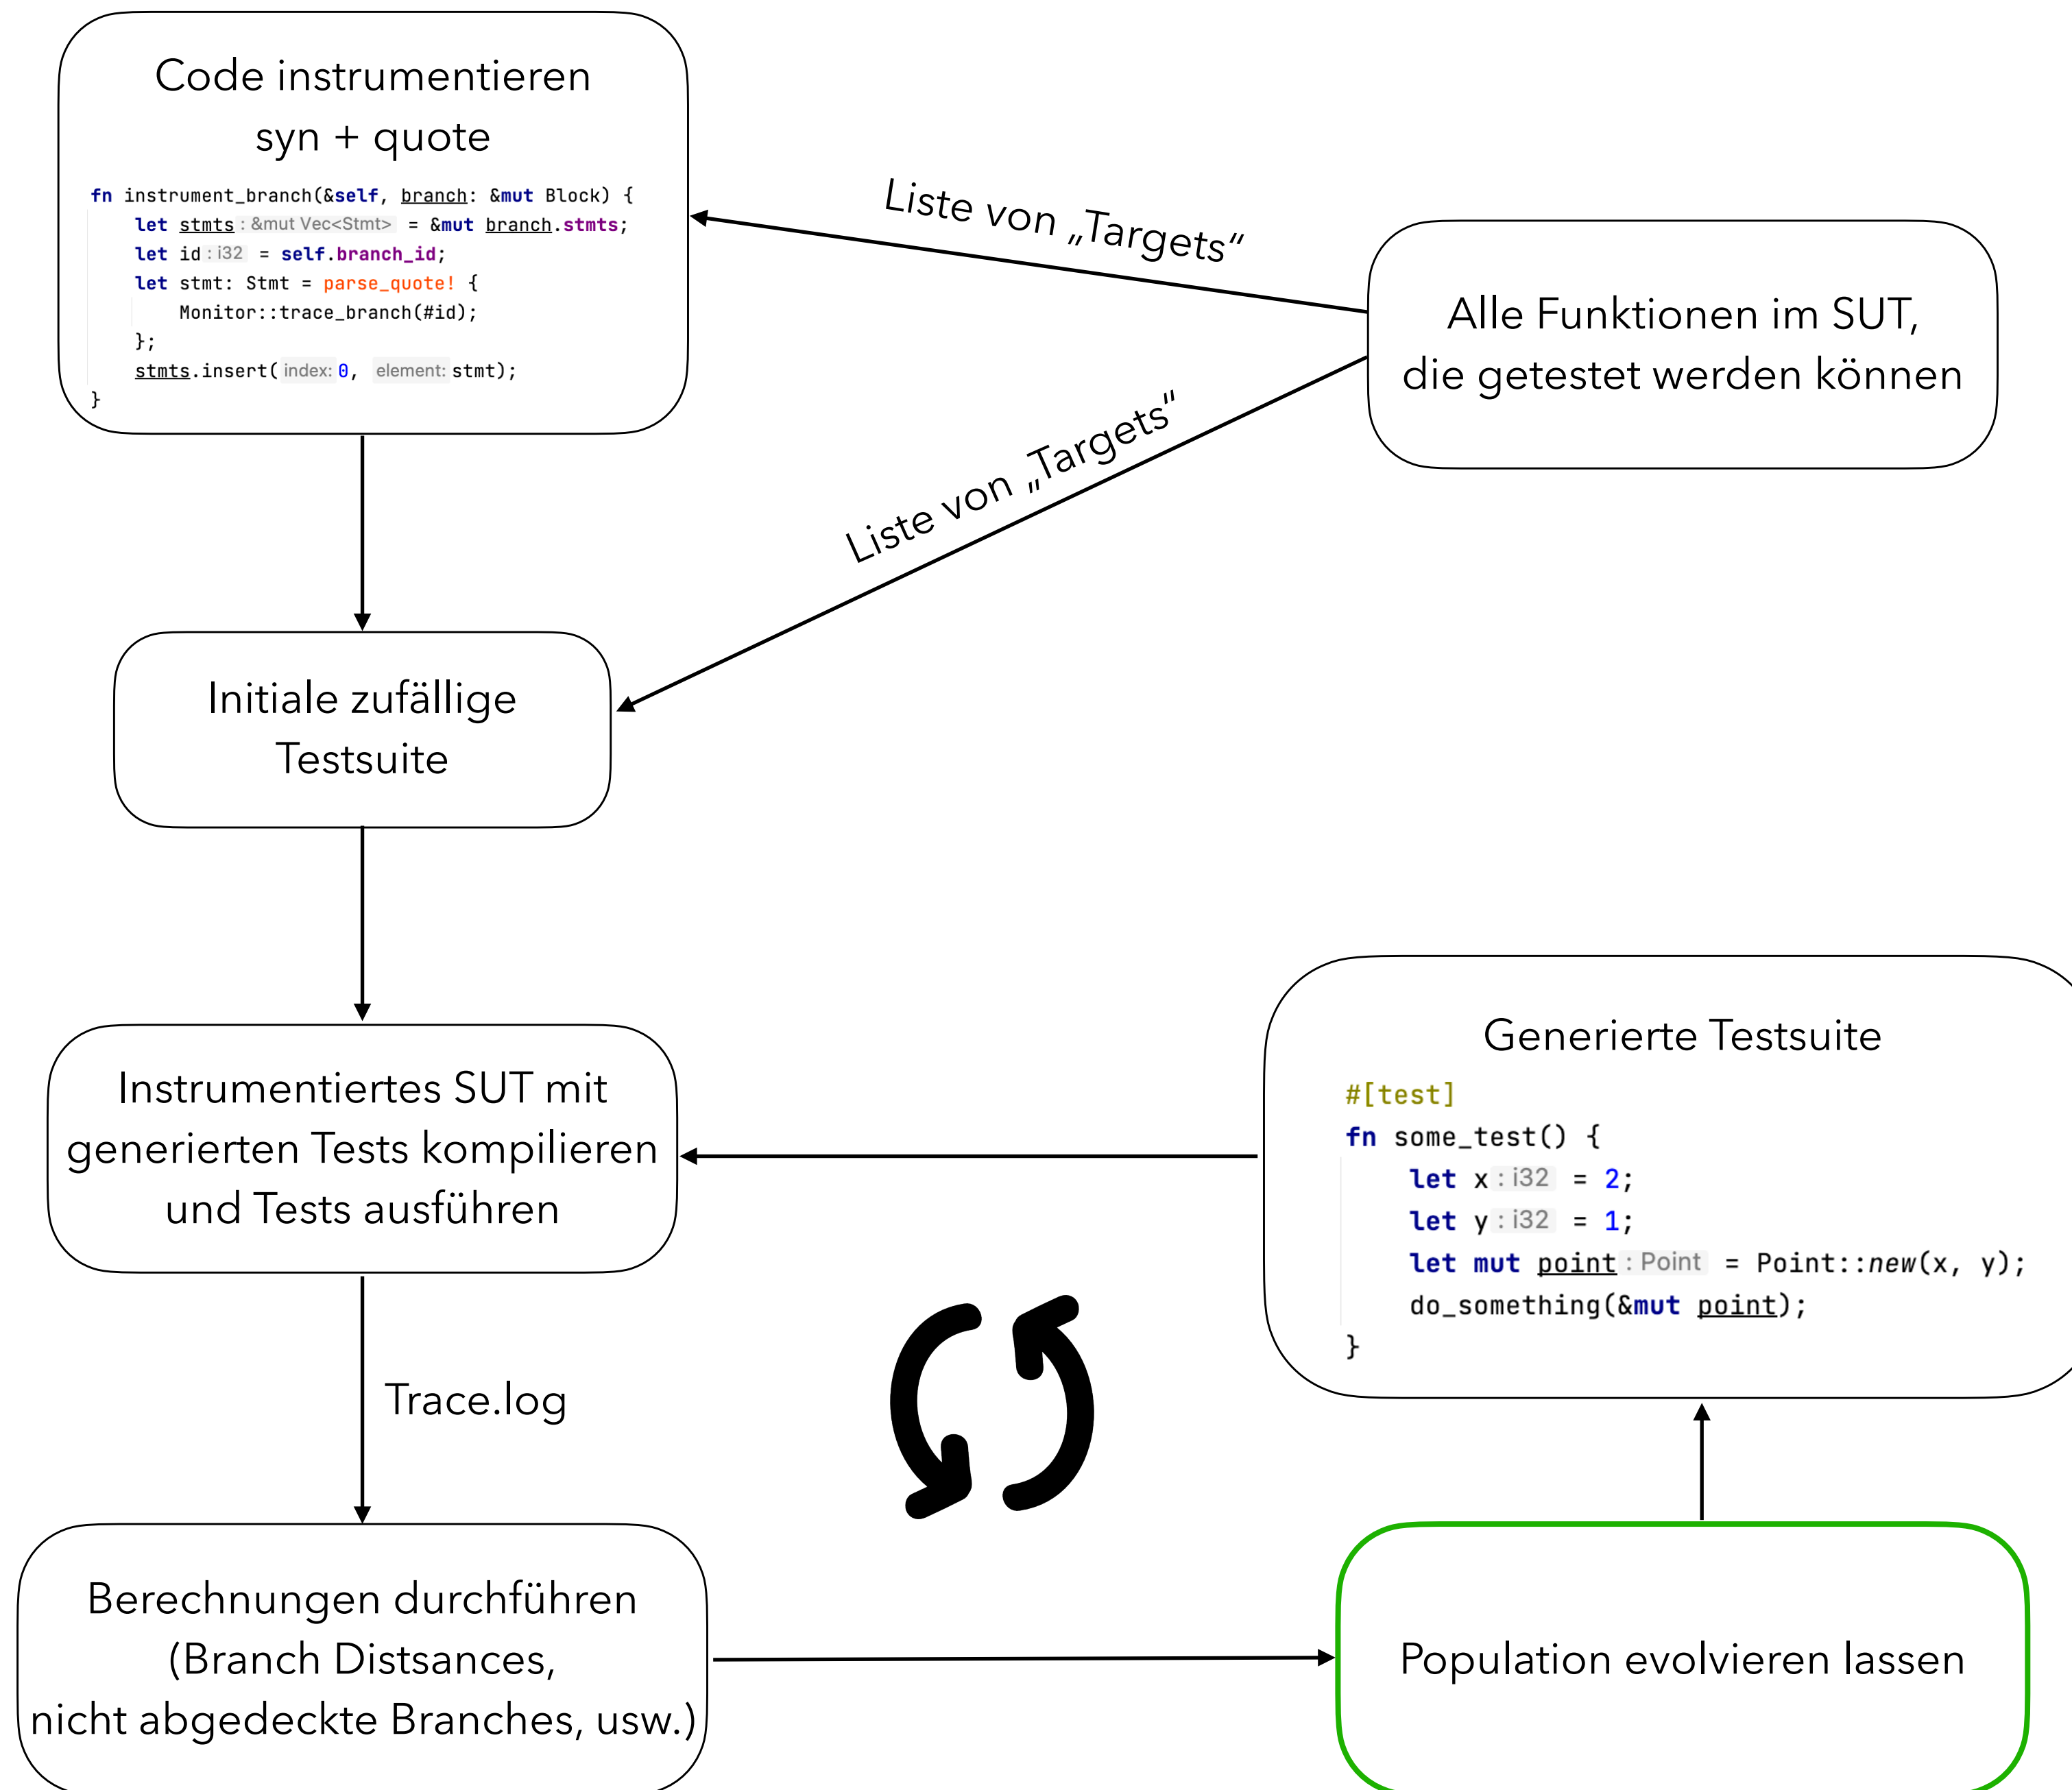 Code instrumentieren
syn + quote
fn instrument_branch(&self, branch: &mut Block) {
let stmts : &mut Vec<Stmt> = &mut branch.stmts;
let id : i32 = self.branch_id;
let stmt: Stmt = parse_quote! {
Monitor::trace_branch(#id);
};
stmts.insert( index: 0, element: stmt);
}
Liste von „Targets“
Alle Funktionen im SUT,
die getestet werden können
Liste von „Targets“
Initiale zufällige
Testsuite
Instrumentiertes SUT mit
generierten Tests kompilieren
und Tests ausführen
Generierte Testsuite
#[test]
fn some_test() {
let x : i32 = 2;
let y : i32 = 1;
let mut point : Point = Point::new(x, y);
do_something(&mut point);
}
Trace.log
Berechnungen durchführen
(Branch Distsances,
nicht abgedeckte Branches, usw.)
Population evolvieren lassen